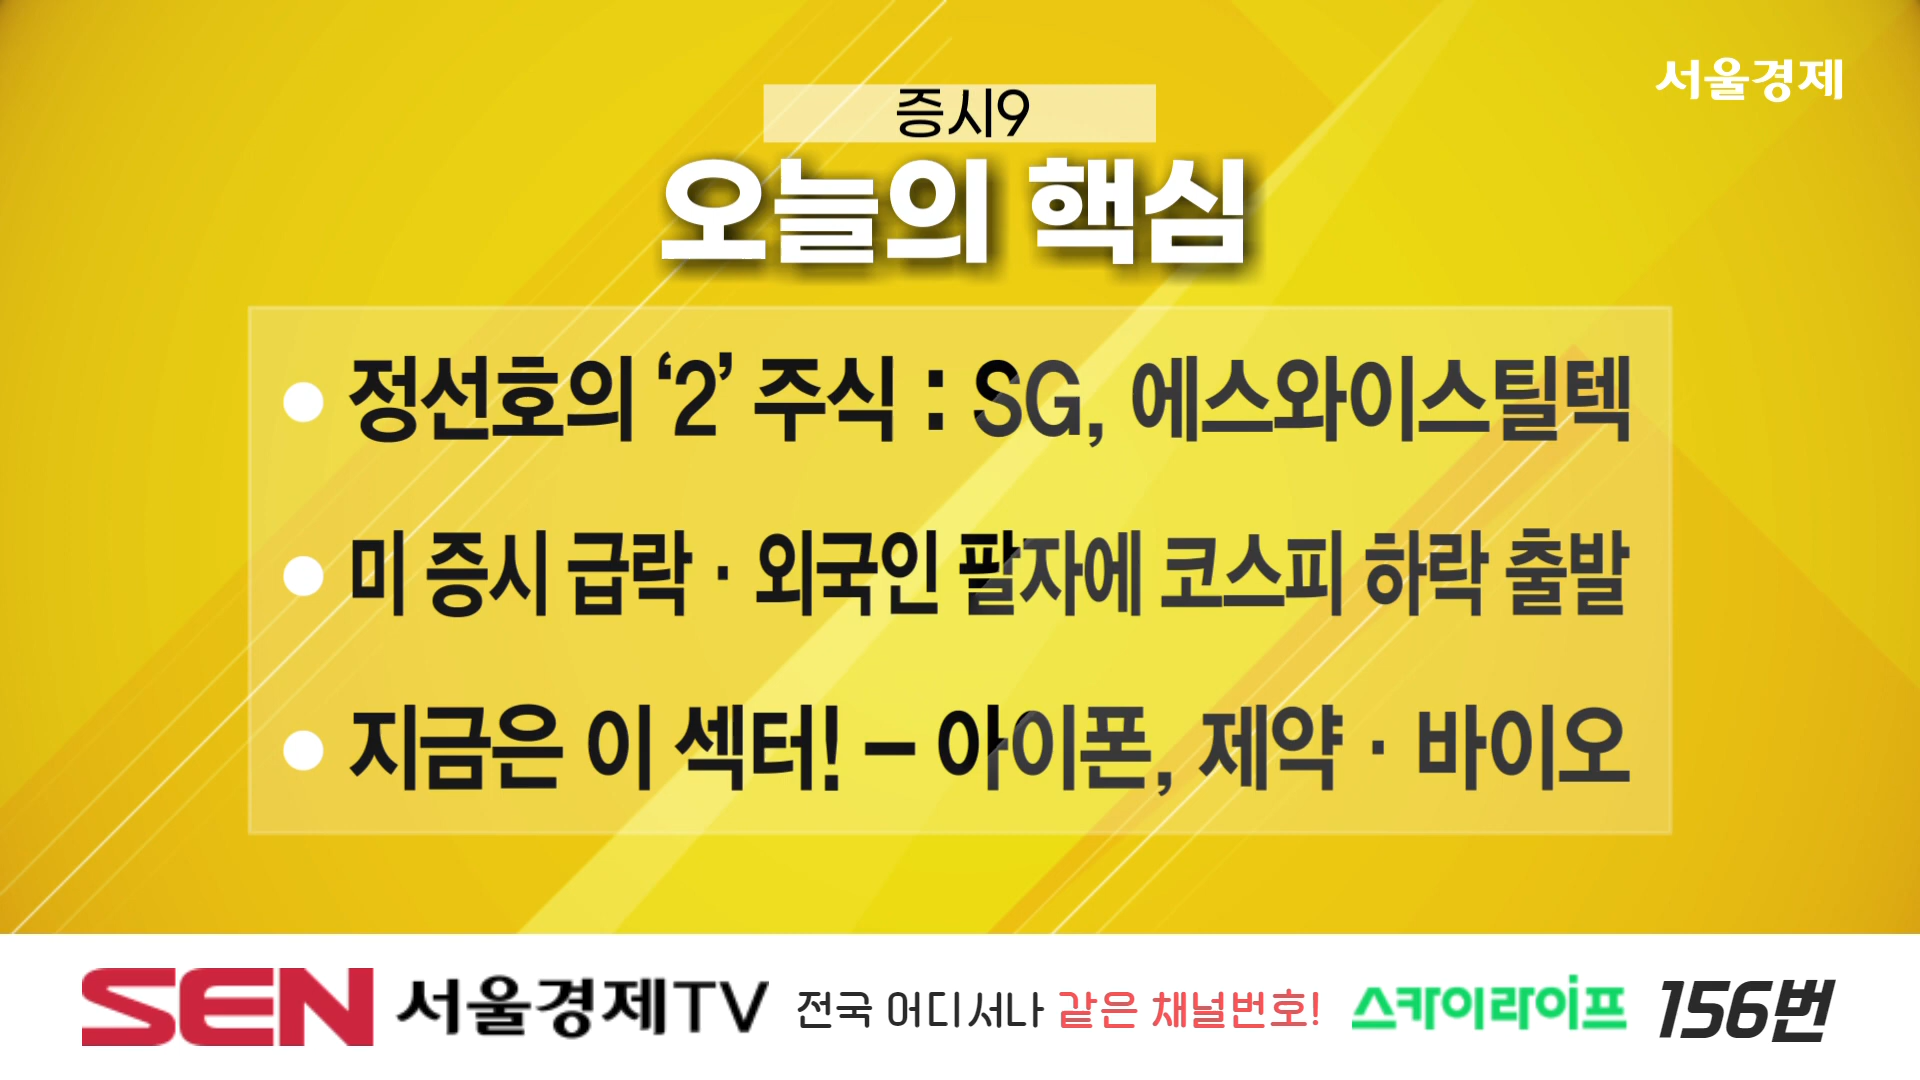 서울경제
증시9
오늘의 핵심
정선호의 ‘2’ 주식 : SG, 에스와이스틸텍
미 증시 급락 · 외국인 팔자에 코스피 하락 출발
지금은 이 섹터! – 아이폰, 제약 · 바이오
SEN 서울경제TV 전국 어디서나 같은 채널번호! 스카이라이프 156번